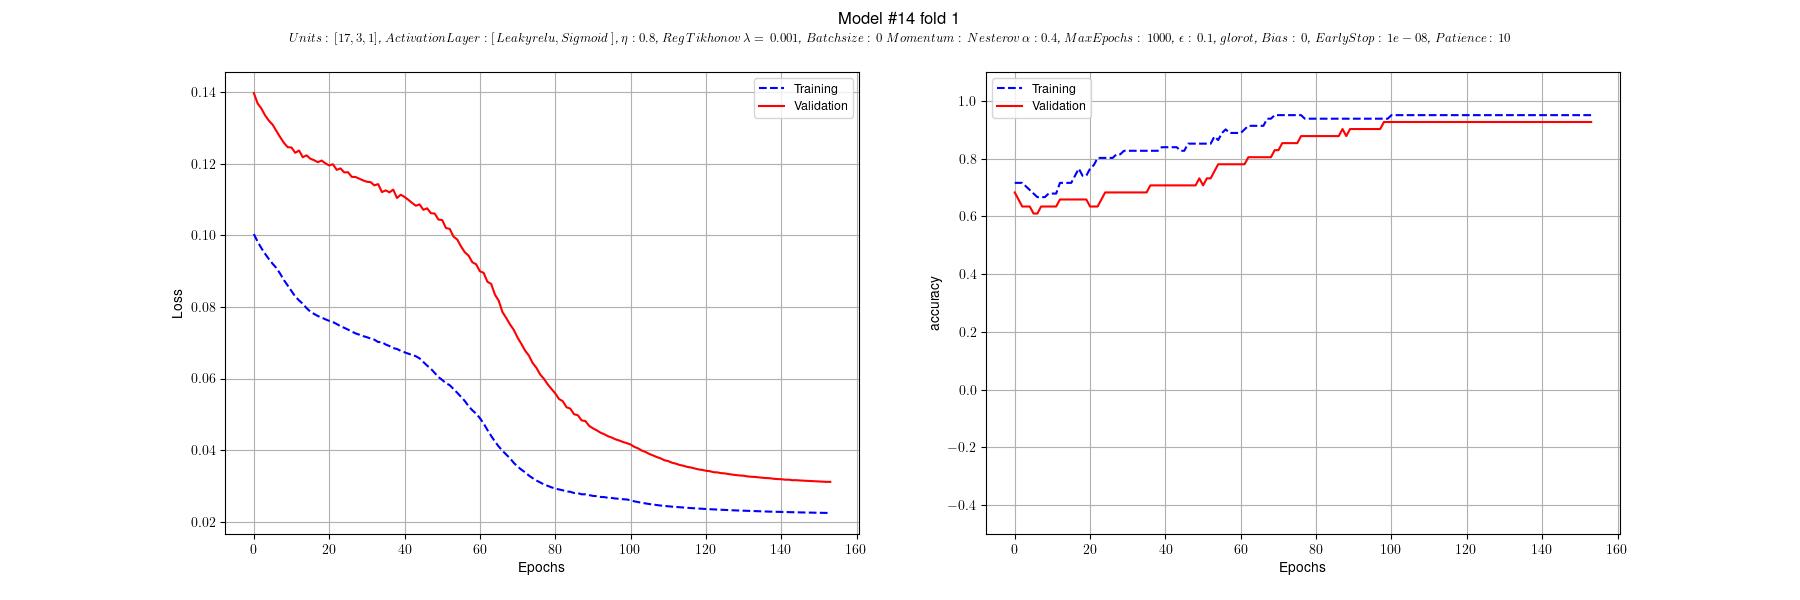 Model #14 fold 1
Units : [17, 3, 1], ActivationLayer : [Leakyrelu, Sigmoid], η : 0.8, RegTikhonov λ = 0.001, Batchsize : 0 Momentum : Nesterov α : 0.4, MaxEpochs : 1000, ϵ : 0.1, glorot, Bias : 0, EarlyStop : 1e − 08, Patience : 10
Training
Validation
0.14
0.12
0.10
0.08
0.06
0.04
0.02
Loss
0 20 40 60 80 100 120 140 160
Epochs
Training
Validation
1.0
0.8
0.6
0.4
0.2
0.0
−0.2
−0.4
accuracy
0 20 40 60 80 100 120 140 160
Epochs